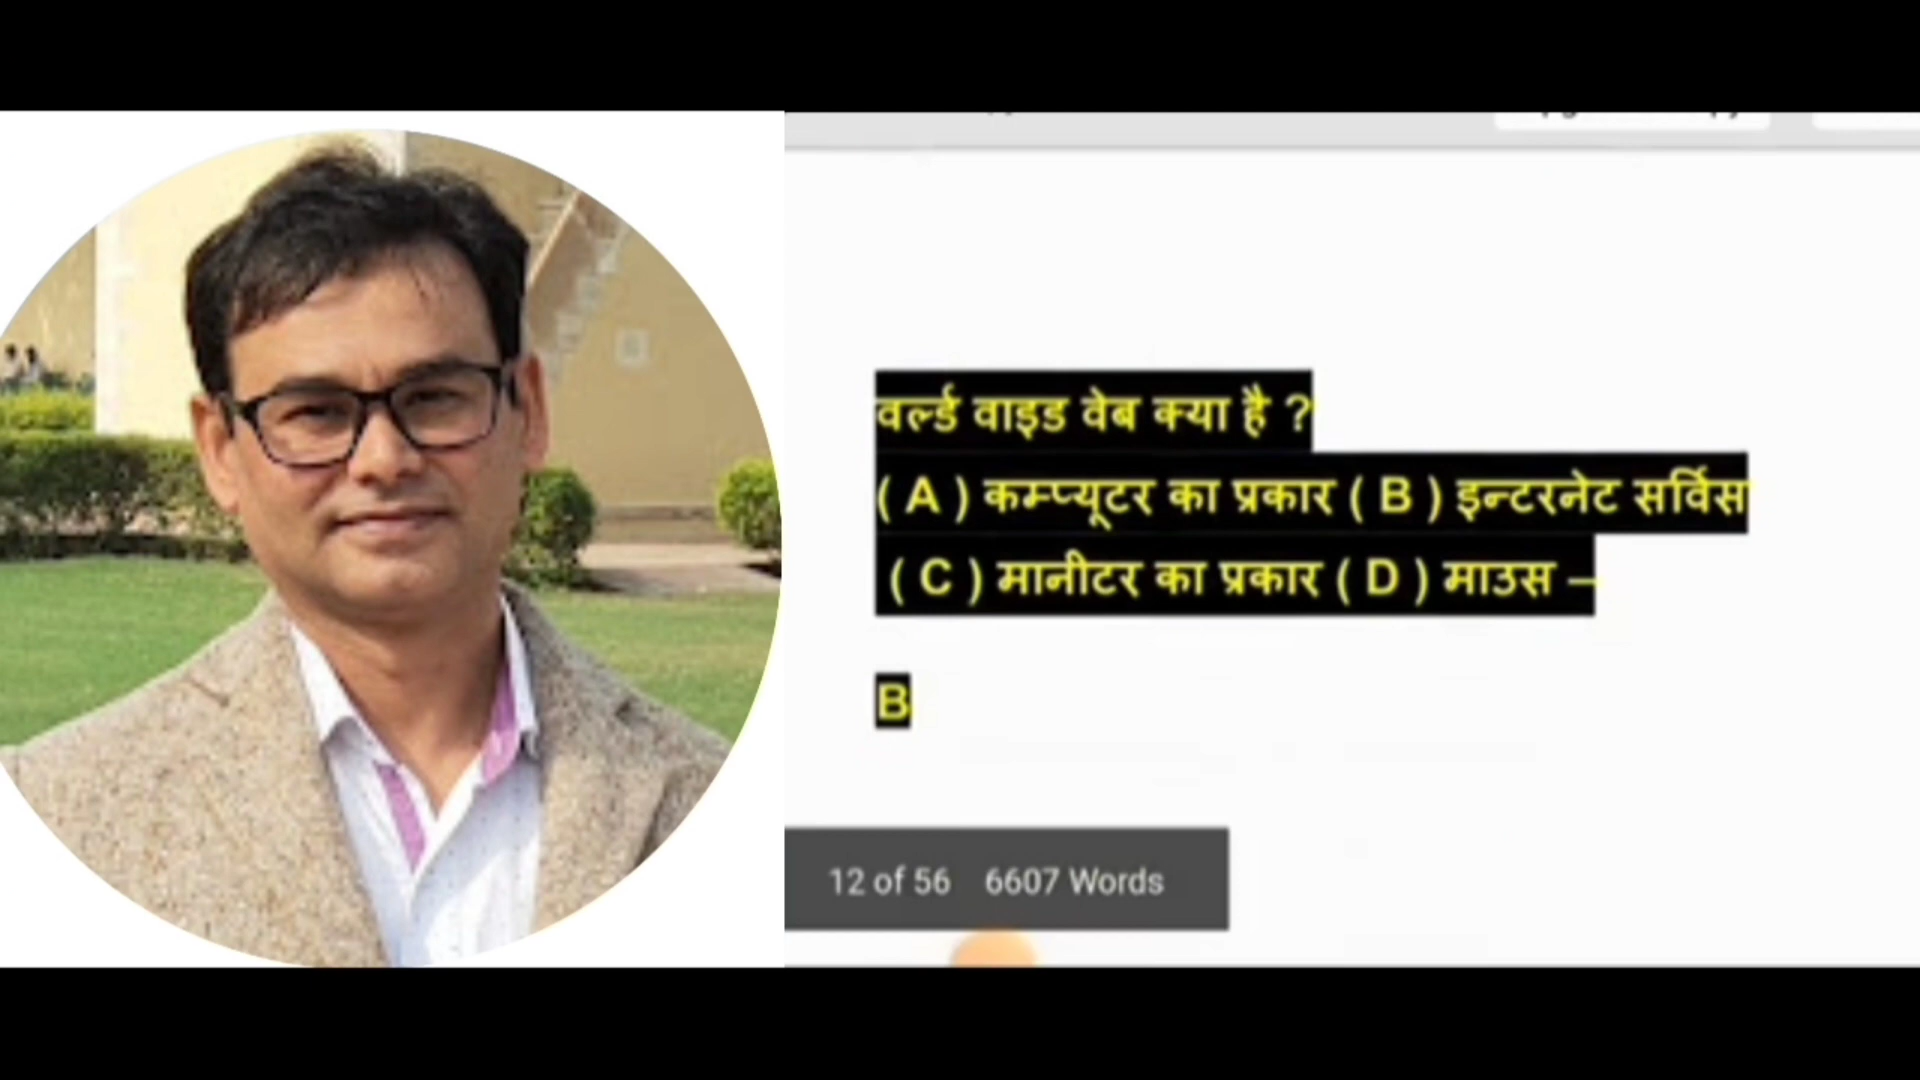 वर्ल्ड वाइड वेब क्या है ?
( A ) कम्प्यूटर का प्रकार ( B ) इन्टरनेट सर्विस
( C ) मानीटर का प्रकार ( D ) माउस –
B
12 of 56 6607 Words